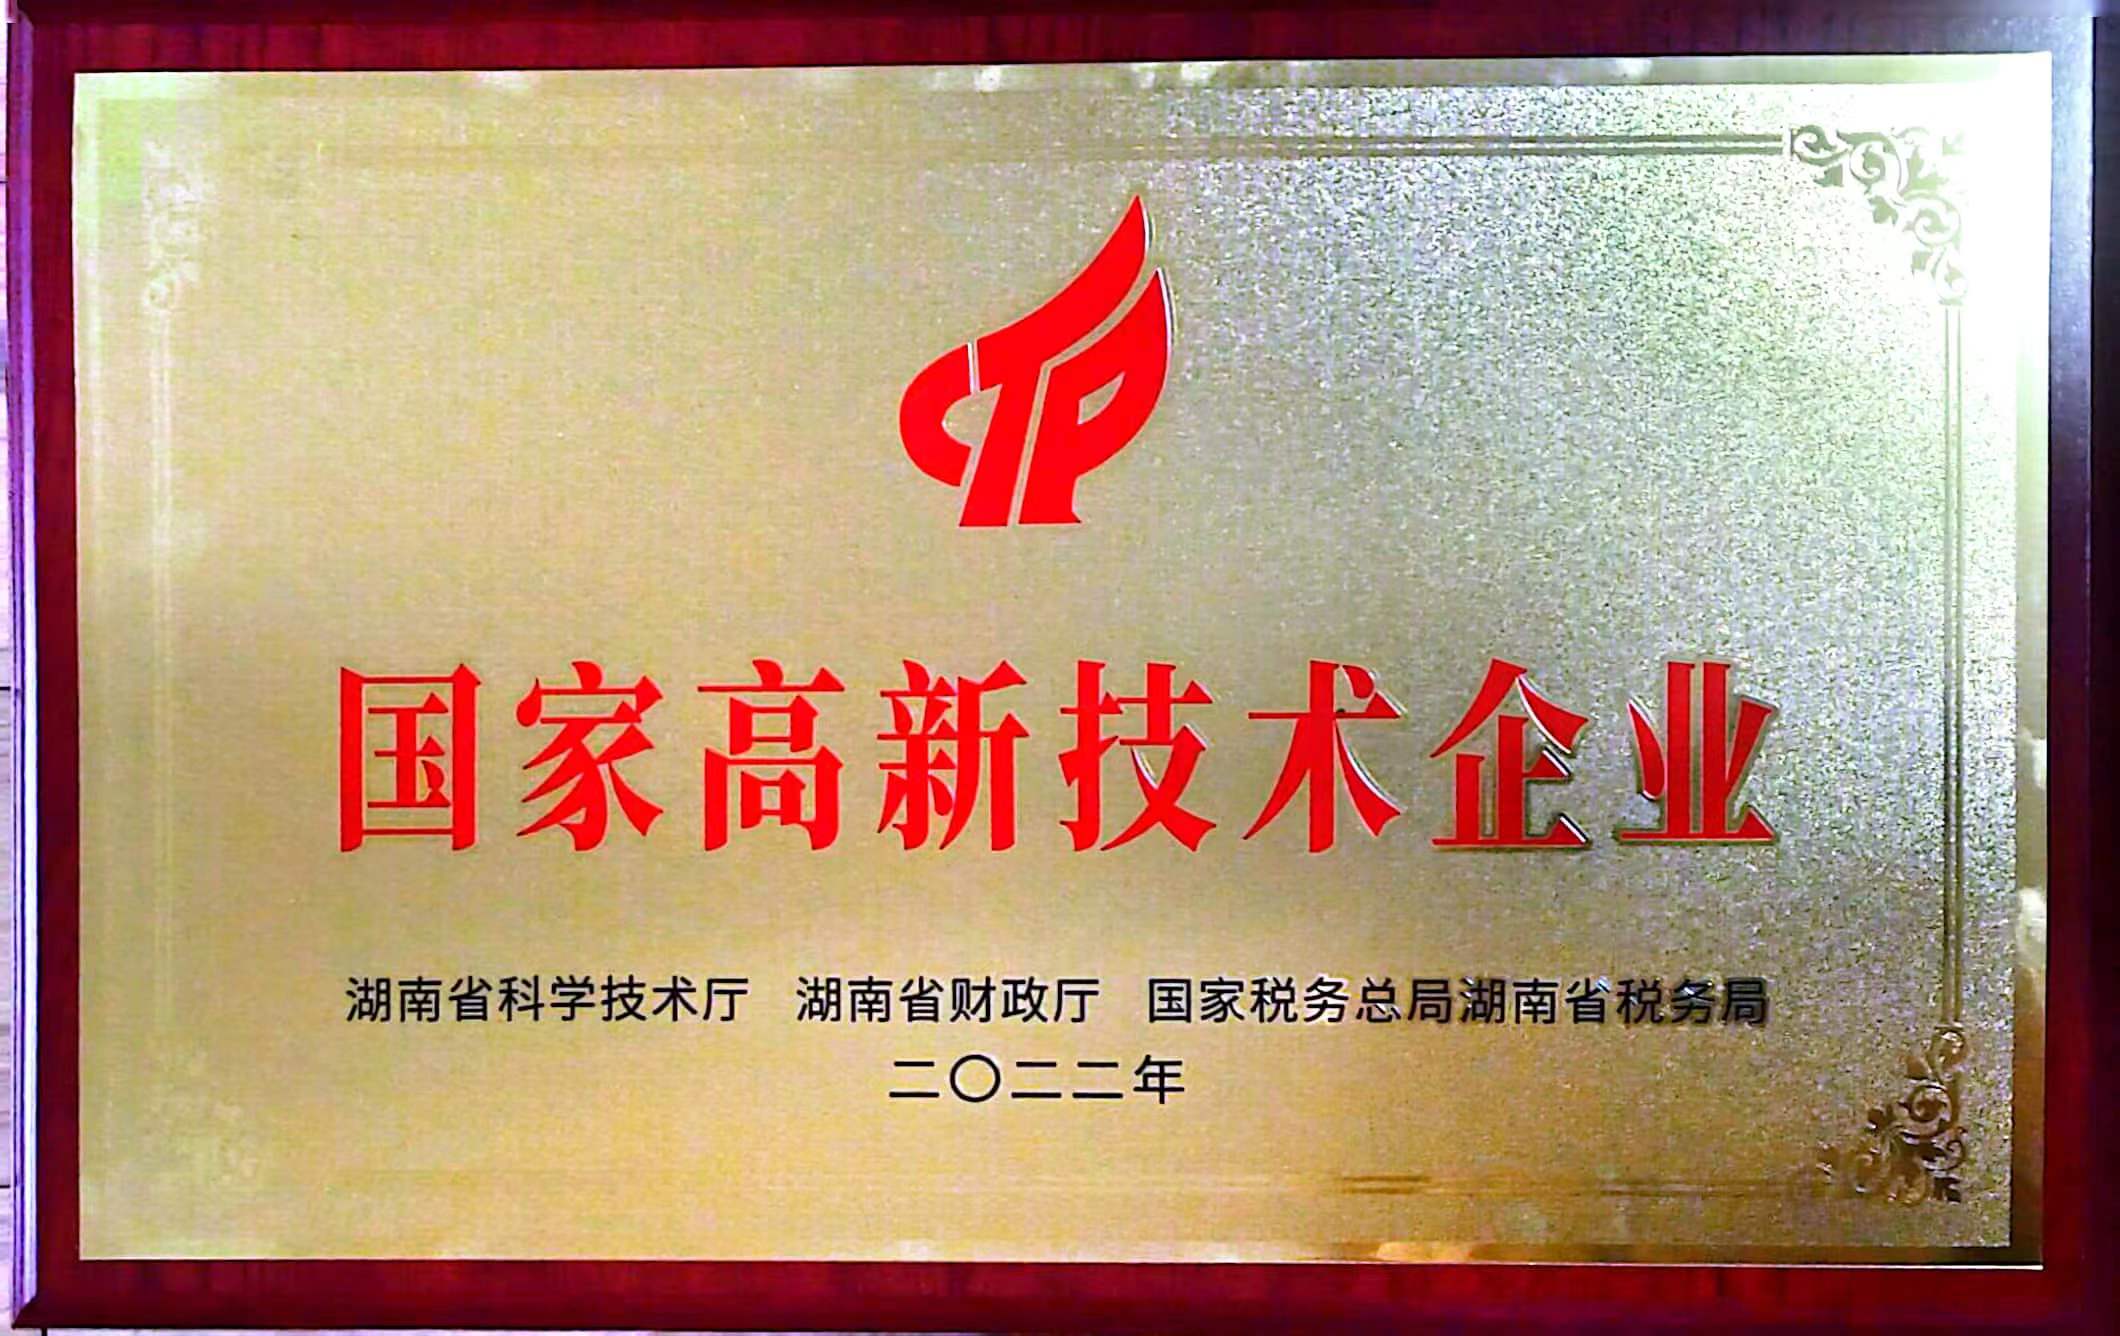 CTP
国家高新技术企业
湖南省科学技术厅 湖南省财政厅 国家税务总局湖南省税务局
二〇二二年